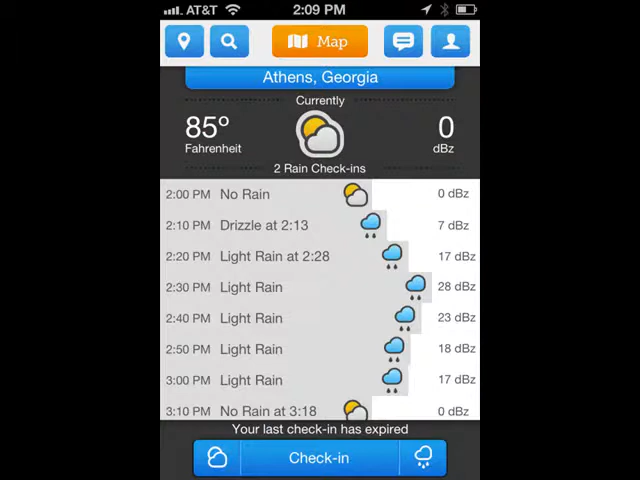 AT&T 2:09 PM
Map
Athens, Georgia
Currently
85º 0
Fahrenheit dBz
2 Rain Check-ins
2:00 PM No Rain 0 dBz
2:10 PM Drizzle at 2:13 7 dBz
2:20 PM Light Rain at 2:28 17 dBz
2:30 PM Light Rain 28 dBz
2:40 PM Light Rain 23 dBz
2:50 PM Light Rain 18 dBz
3:00 PM Light Rain 17 dBz
3:10 PM No Rain at 3:18 0 dBz
Your last check-in has expired
Check-in